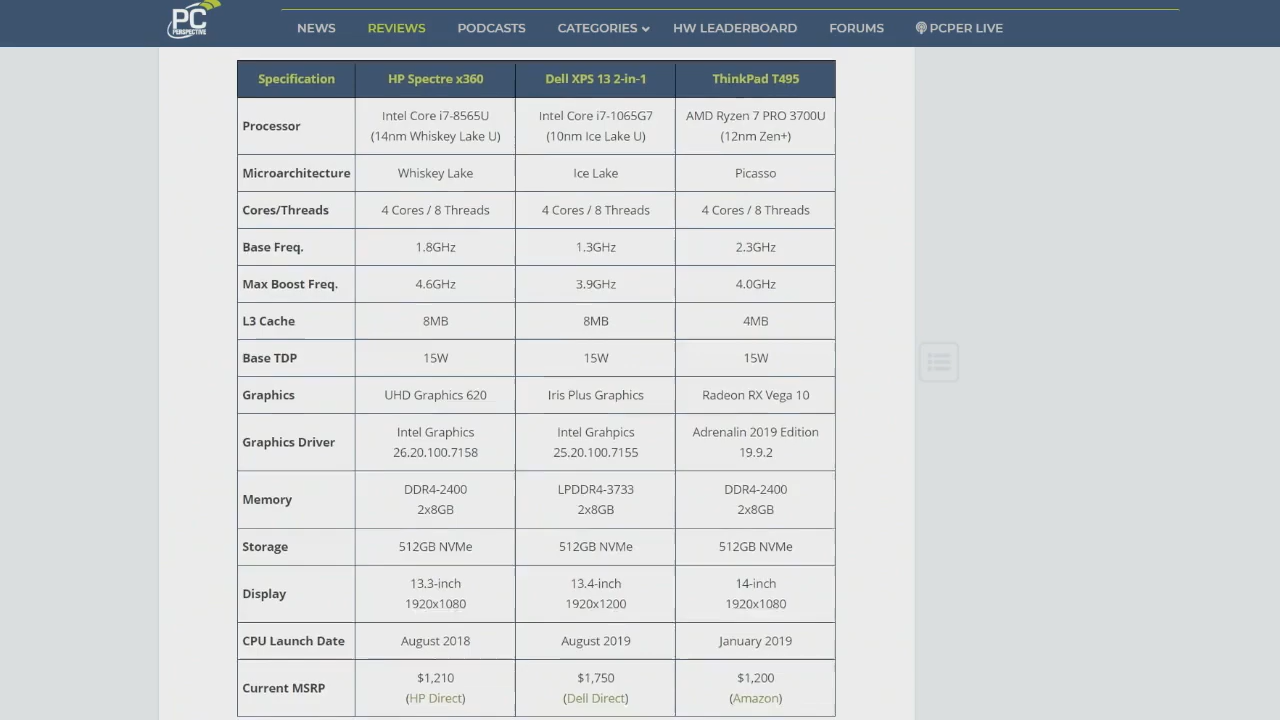 PC
PERSPECTIVE
NEWS REVIEWS PODCASTS CATEGORIES HW LEADERBOARD FORUMS PCPER LIVE
Specification HP Spectre x360 Dell XPS 13 2-in-1 ThinkPad T495
Processor Intel Core i7-8565U (14nm Whiskey Lake U) Intel Core i7-1065G7 (10nm Ice Lake U) AMD Ryzen 7 PRO 3700U (12nm Zen+)
Microarchitecture Whiskey Lake Ice Lake Picasso
Cores/Threads 4 Cores / 8 Threads 4 Cores / 8 Threads 4 Cores / 8 Threads
Base Freq. 1.8GHz 1.3GHz 2.3GHz
Max Boost Freq. 4.6GHz 3.9GHz 4.0GHz
L3 Cache 8MB 8MB 4MB
Base TDP 15W 15W 15W
Graphics UHD Graphics 620 Iris Plus Graphics Radeon RX Vega 10
Graphics Driver Intel Graphics 26.20.100.7158 Intel Grahpics 25.20.100.7155 Adrenalin 2019 Edition 19.9.2
Memory DDR4-2400 2x8GB LPDDR4-3733 2x8GB DDR4-2400 2x8GB
Storage 512GB NVMe 512GB NVMe 512GB NVMe
Display 13.3-inch 1920x1080 13.4-inch 1920x1200 14-inch 1920x1080
CPU Launch Date August 2018 August 2019 January 2019
Current MSRP $1,210 (HP Direct) $1,750 (Dell Direct) $1,200 (Amazon)